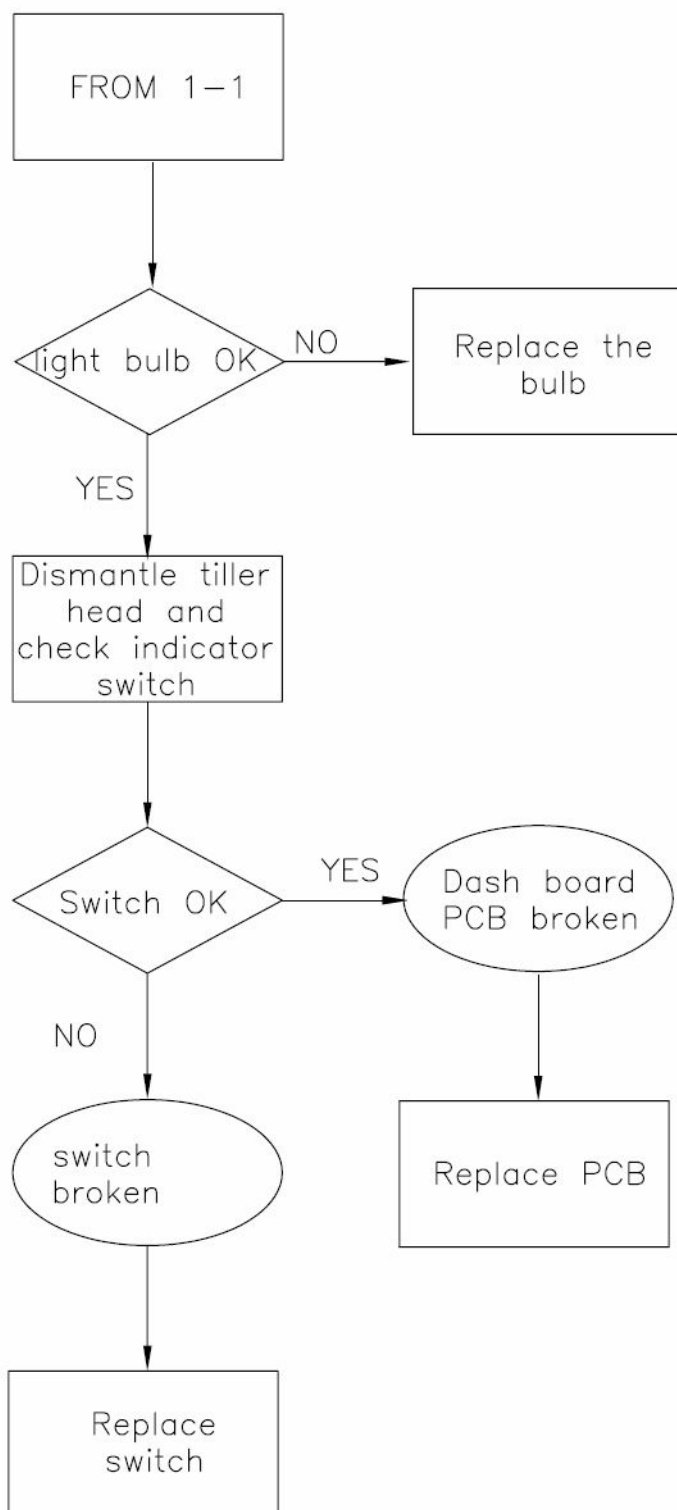 FROM 1-1
light bulb OK
NO
Replace the
bulb
YES
Dismantle tiller
head and
check indicator
switch
Switch OK
YES
Dash board
PCB broken
NO
switch
broken
Replace PCB
Replace
switch